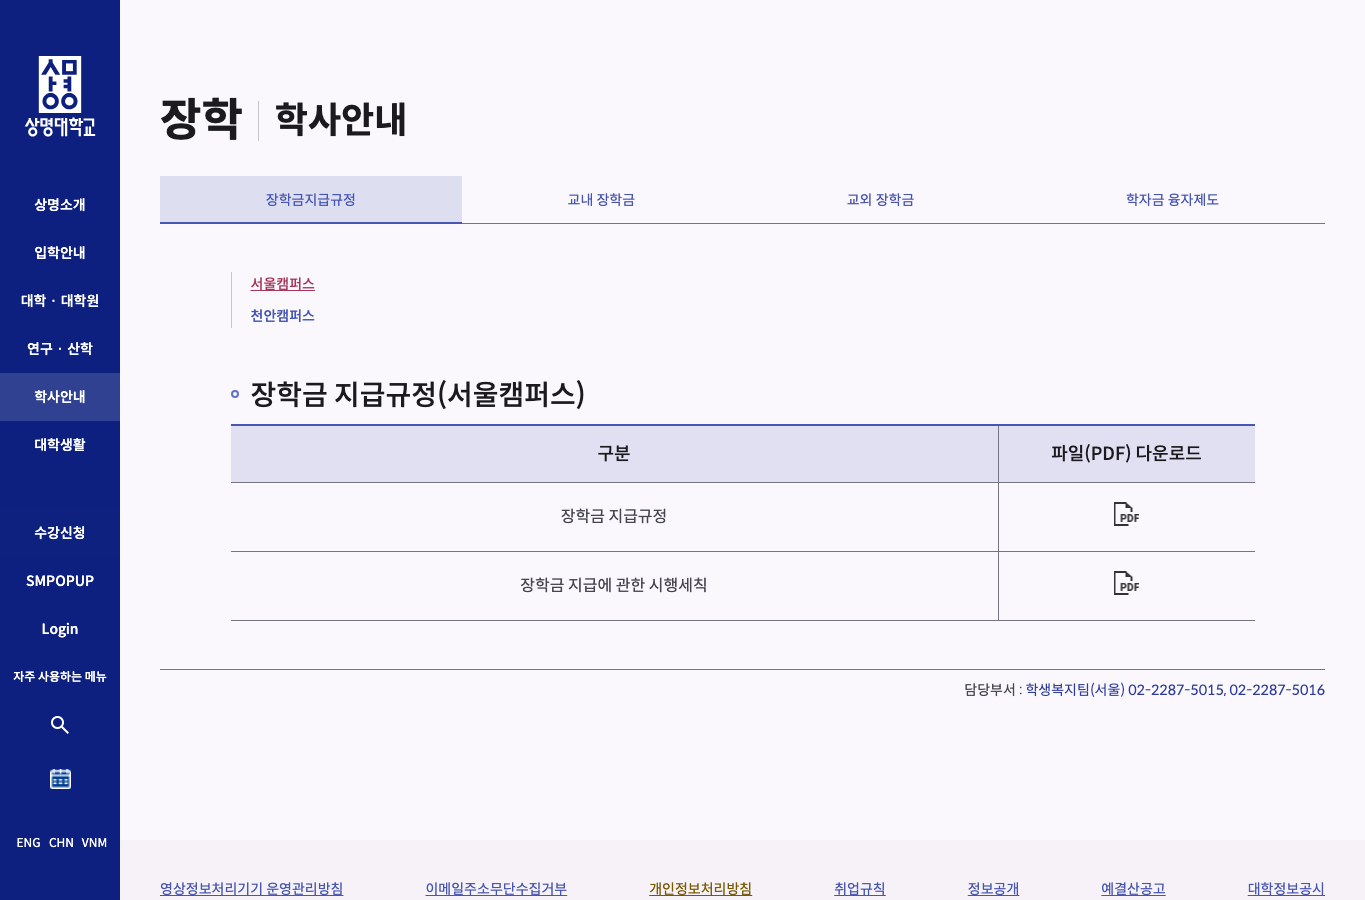 상명
상명대학교
상명소개
입학안내
대학 · 대학원
연구 · 산학
학사안내
대학생활
수강신청
SMPOPUP
Login
자주 사용하는 메뉴
ENG CHN VNM
장학 학사안내
장학금지급규정 교내 장학금 교외 장학금 학자금 융자제도
서울캠퍼스
천안캠퍼스
장학금 지급규정(서울캠퍼스)
구분 파일(PDF) 다운로드
장학금 지급규정 PDF
장학금 지급에 관한 시행세칙 PDF
담당부서 : 학생복지팀(서울) 02-2287-5015, 02-2287-5016
영상정보처리기기 운영관리방침 이메일주소무단수집거부 개인정보처리방침 취업규칙 정보공개 예결산공고 대학정보공시